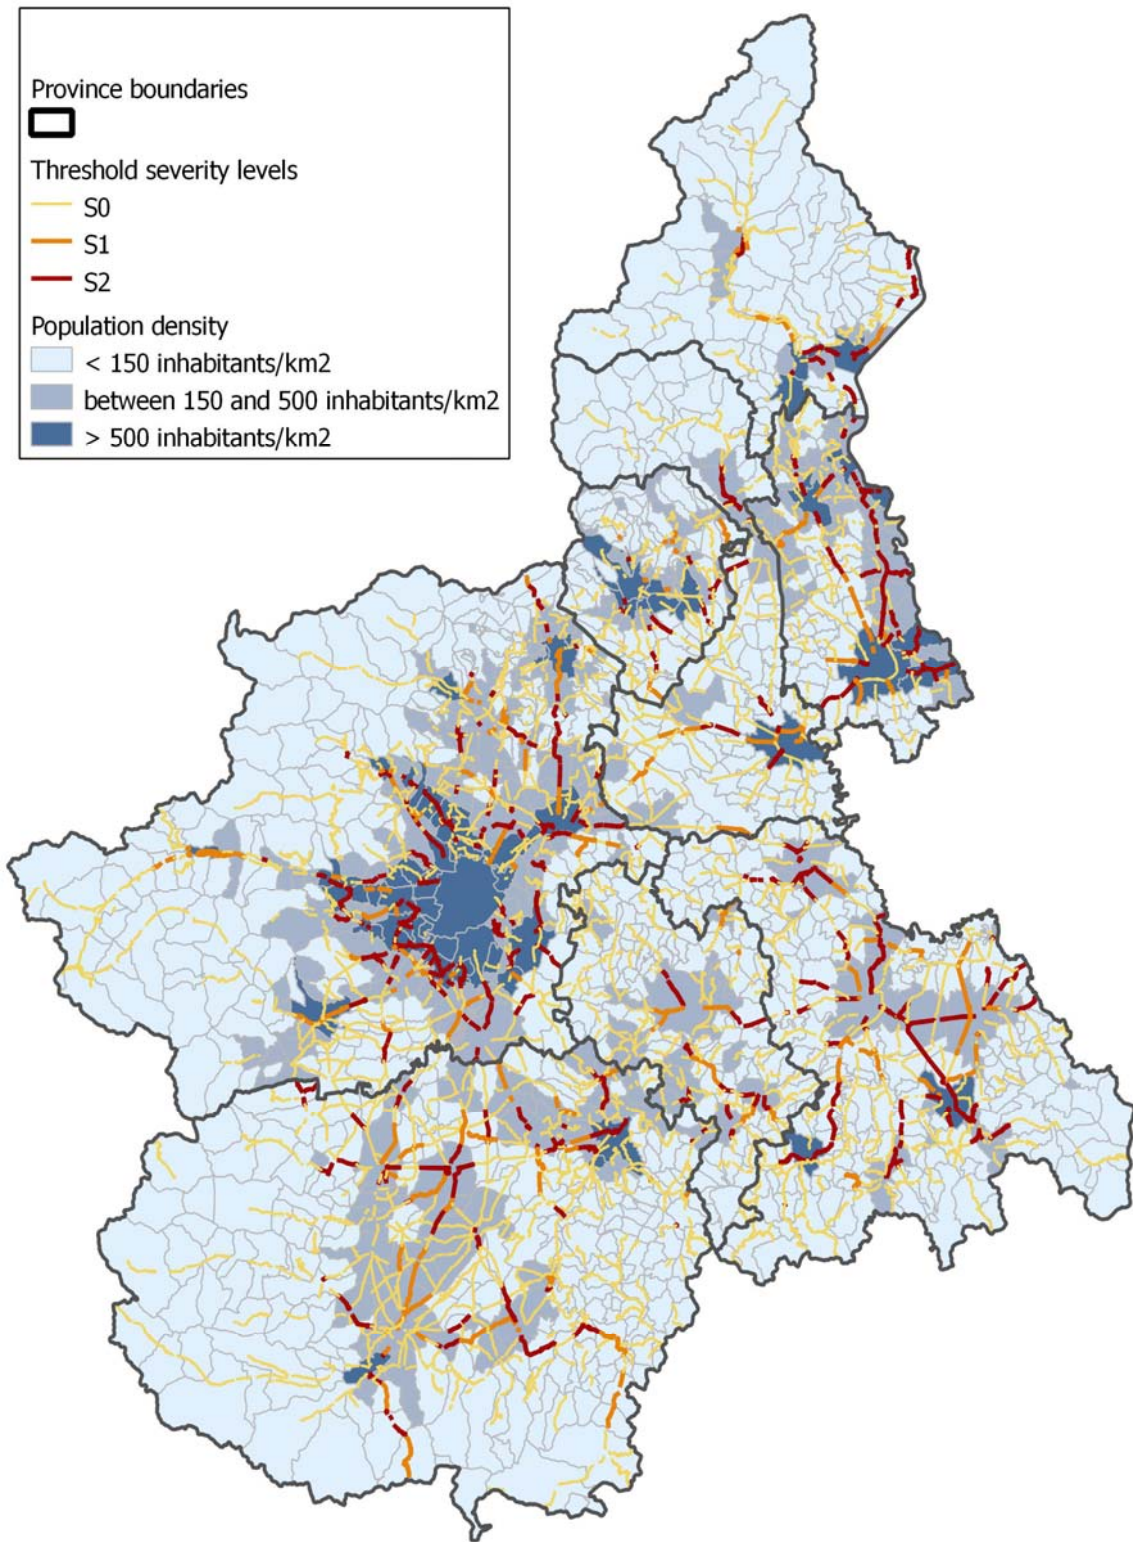 Province boundaries
Threshold severity levels
S0
S1
S2
Population density
< 150 inhabitants/km2
between 150 and 500 inhabitants/km2
> 500 inhabitants/km2